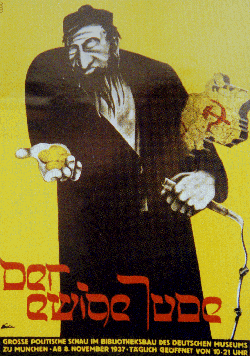 Der
ewige Jude
GROSSE POLITISCHE SCHAU IM BIBLIOTHEKSBAU DES DEUTSCHEN MUSEUMS
ZU MÜNCHEN · AB 8. NOVEMBER 1937 · TÄGLICH GEÖFFNET VON 10-21 UHR